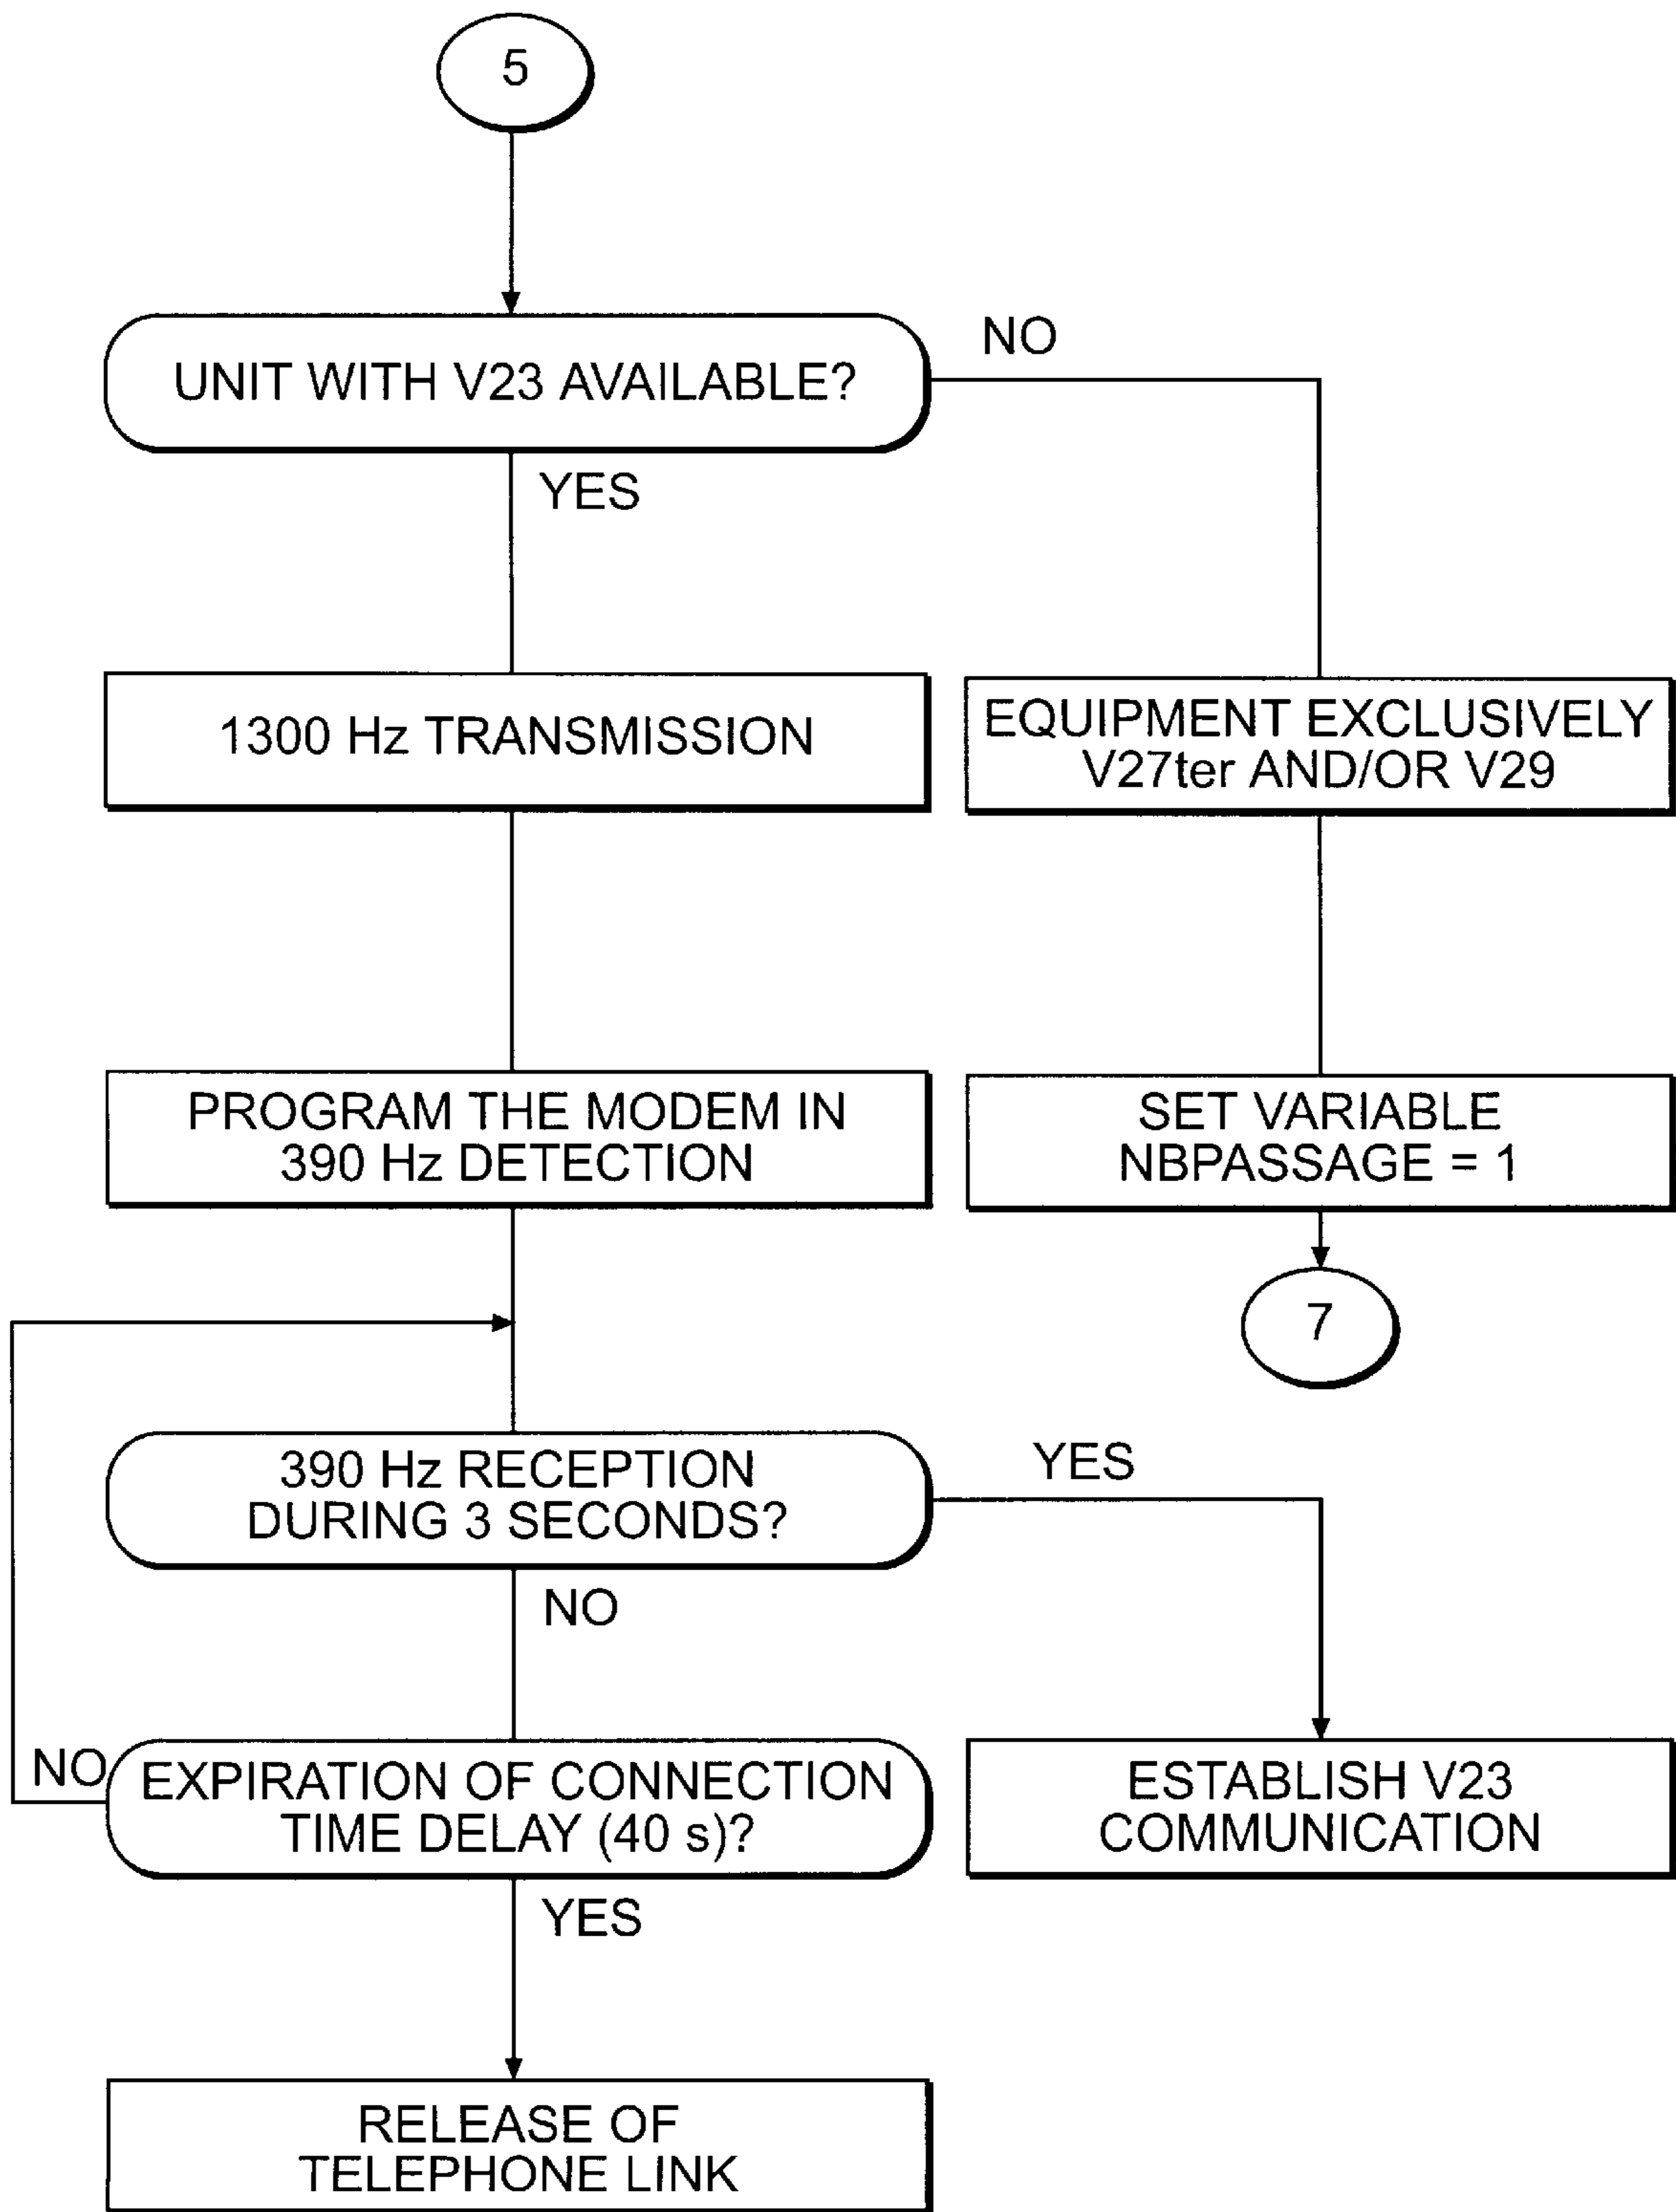 5
UNIT WITH V23 AVAILABLE?
NO
YES
1300 Hz TRANSMISSION
EQUIPMENT EXCLUSIVELY
V27ter AND/OR V29
PROGRAM THE MODEM IN
390 Hz DETECTION
SET VARIABLE
NBPASSAGE = 1
7
390 Hz RECEPTION
DURING 3 SECONDS?
YES
NO
NO
EXPIRATION OF CONNECTION
TIME DELAY (40 s)?
ESTABLISH V23
COMMUNICATION
YES
RELEASE OF
TELEPHONE LINK